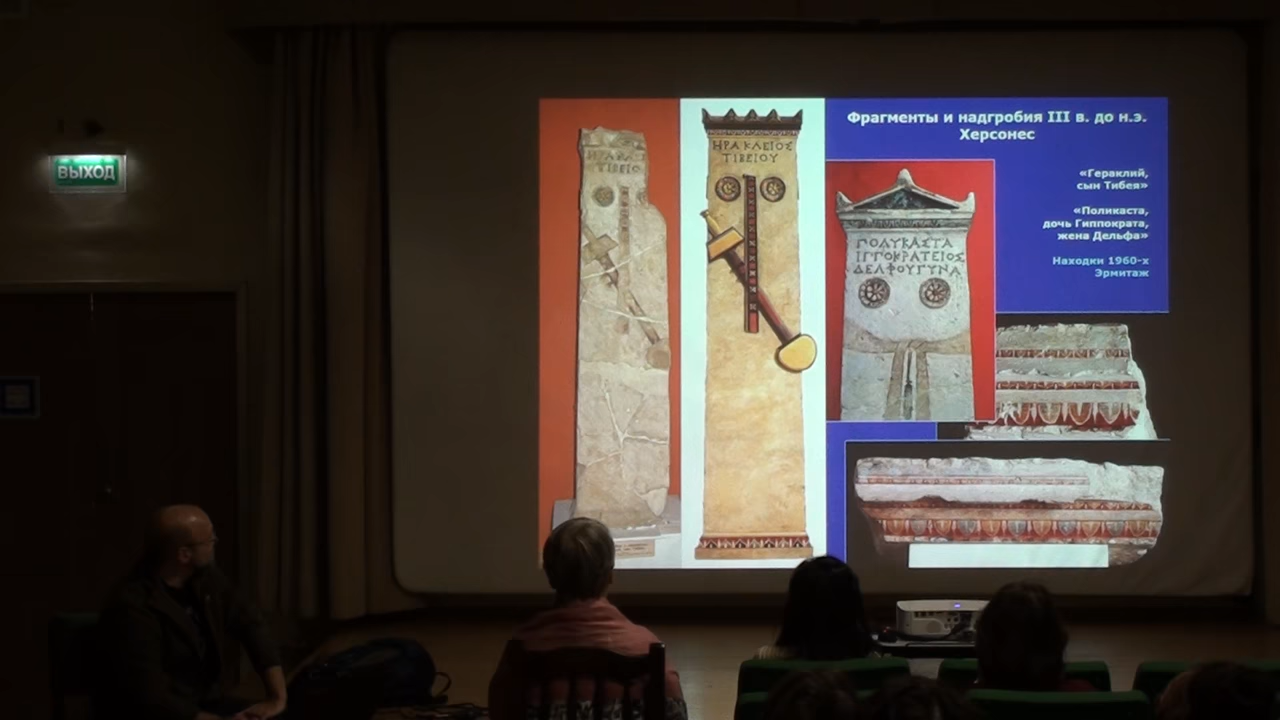 ВЫХОД
Фрагменты и надгробия III в. до н.э.
Херсонес
«Гераклий,
сын Тибея»
«Поликаста,
дочь Гиппократа,
жена Дельфа»
Находки 1960-х
Эрмитаж
ΗΡΑΚΛΕΙΟΣ
ΤΙΒΕΙΟΥ
ΠΟΛΥΚΑΣΤΑ
ΙΠΠΟΚΡΑΤΕΙΟΣ
ΔΕΛΦΟΥΓΥΝΑ